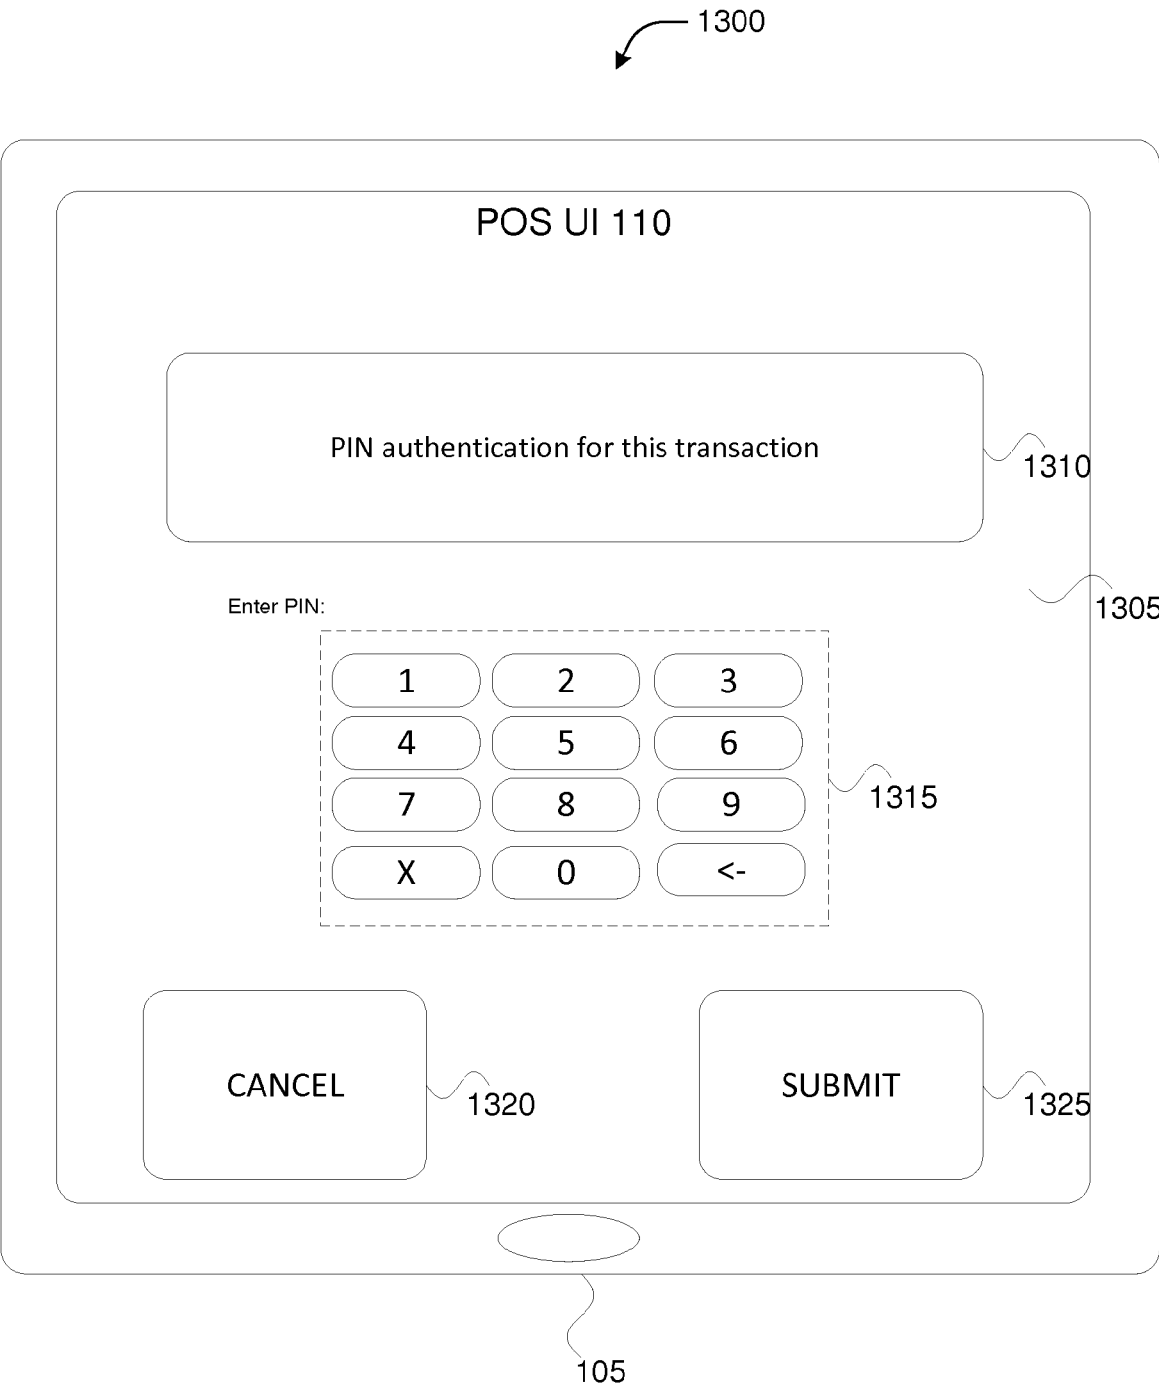 1300
POS UI 110
PIN authentication for this transaction
1310
1305
Enter PIN:
1 2 3
4 5 6
1315
7 8 9
X 0 <-
CANCEL
1320
SUBMIT
1325
105